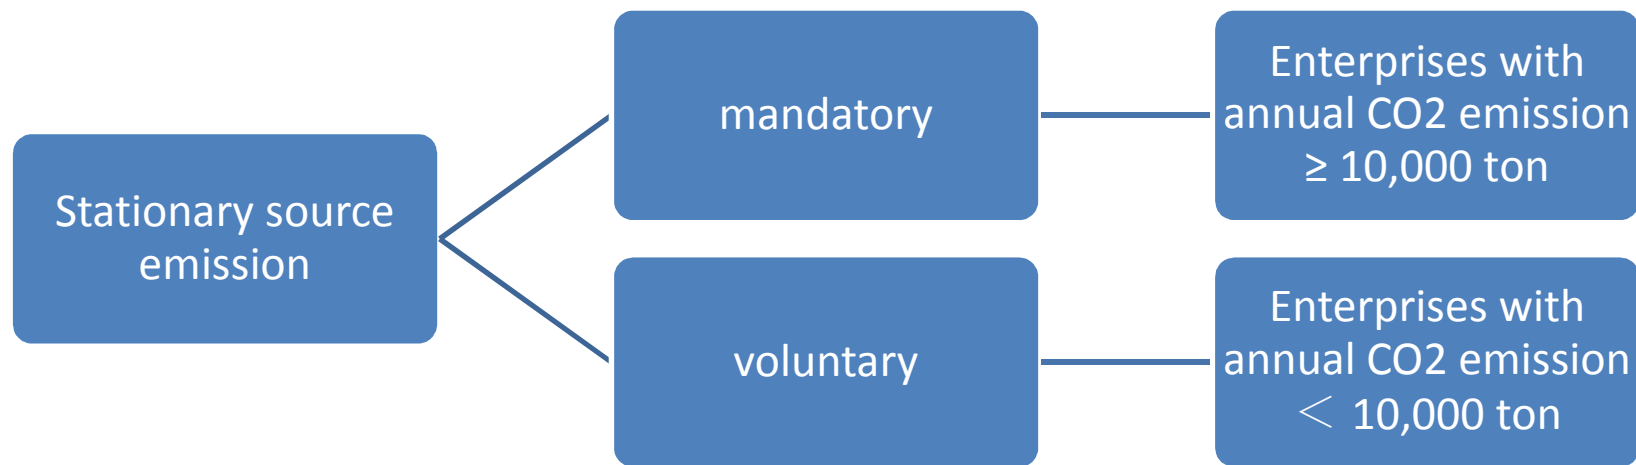 Stationary source
emission
mandatory
voluntary
Enterprises with
annual CO2 emission
≥ 10,000 ton
Enterprises with
annual CO2 emission
＜ 10,000 ton